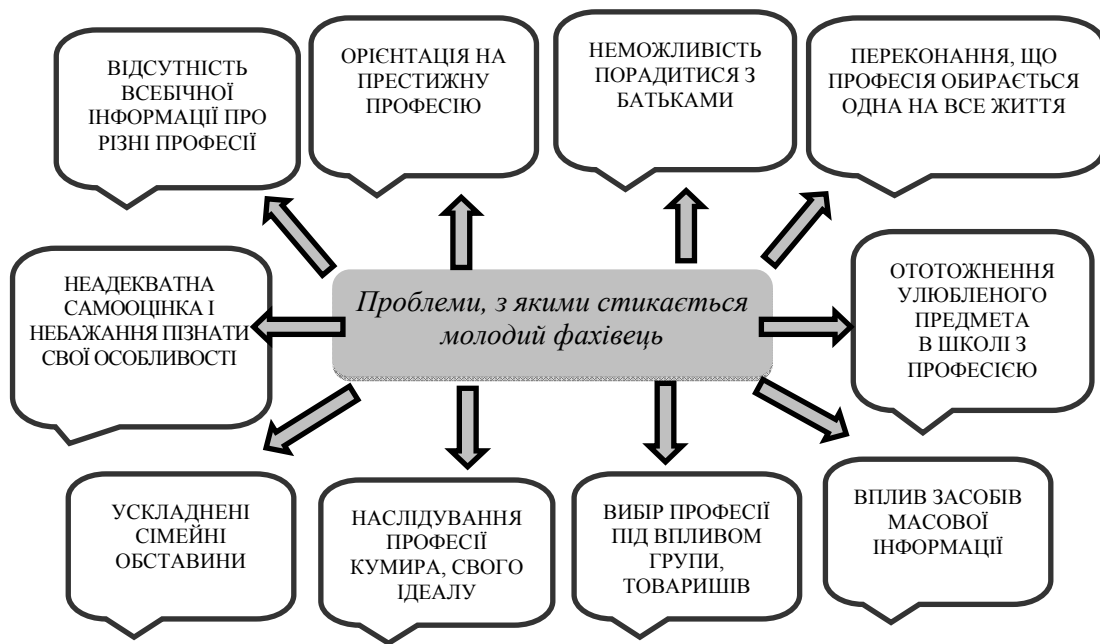 ВІДСУТНІСТЬ
ВСЕБІЧНОЇ
ІНФОРМАЦІЇ ПРО
РІЗНІ ПРОФЕСІЇ
ОРІЄНТАЦІЯ НА
ПРЕСТИЖНУ
ПРОФЕСІЮ
НЕМОЖЛИВІСТЬ
ПОРАДИТИСЯ З
БАТЬКАМИ
ПЕРЕКОНАННЯ, ЩО
ПРОФЕСІЯ ОБИРАЄТЬСЯ
ОДНА НА ВСЕ ЖИТТЯ
НЕАДЕКВАТНА
САМООЦІНКА І
НЕБАЖАННЯ ПІЗНАТИ
СВОЇ ОСОБЛИВОСТІ
Проблеми, з якими стикається
молодий фахівець
ОТОТОЖНЕННЯ
УЛЮБЛЕНОГО
ПРЕДМЕТА
В ШКОЛІ З
ПРОФЕСІЄЮ
УСКЛАДНЕНІ
СІМЕЙНІ
ОБСТАВИНИ
НАСЛІДУВАННЯ
ПРОФЕСІЇ
КУМИРА, СВОГО
ІДЕАЛУ
ВИБІР ПРОФЕСІЇ
ПІД ВПЛИВОМ
ГРУПИ,
ТОВАРИШІВ
ВПЛИВ ЗАСОБІВ
МАСОВОЇ
ІНФОРМАЦІЇ